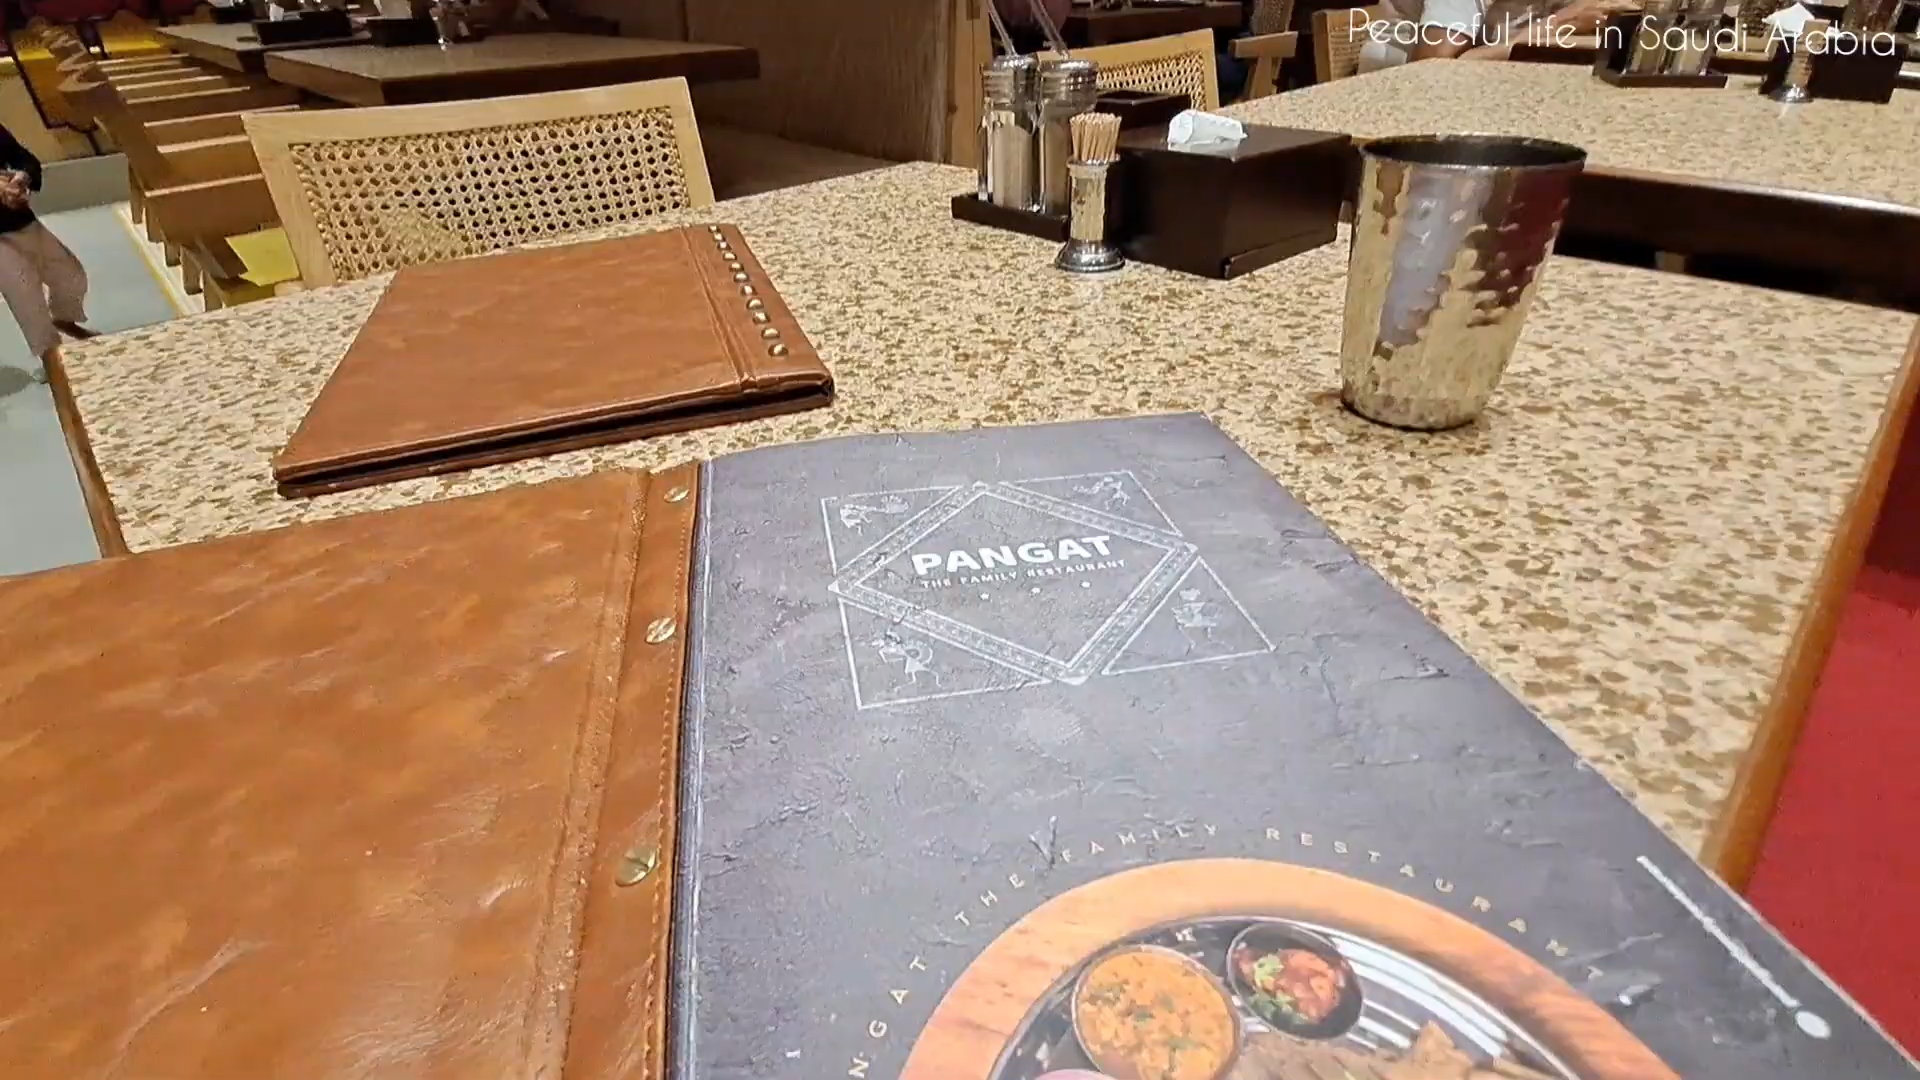 Peaceful life in Saudi Arabia
PANGAT
THE FAMILY RESTAURANT
NGAT THE FAMILY RESTAURANT